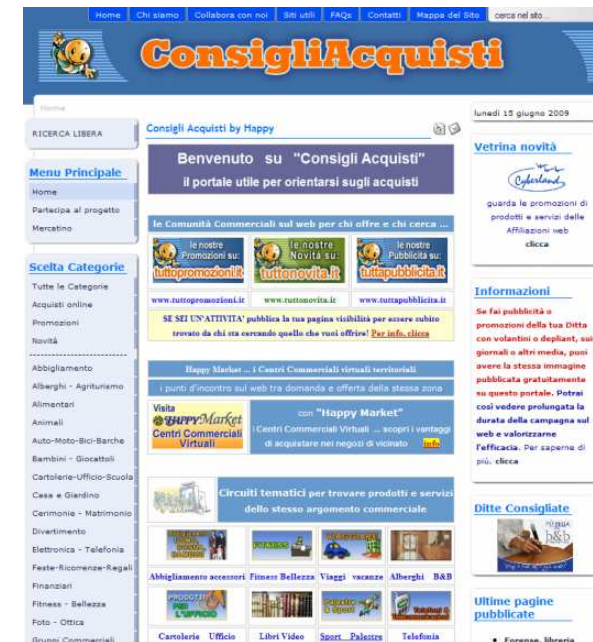 Home Chi siamo Collabora con noi Siti utili FAQs Contatti Mappa del Sito cerca nel sito...
ConsigliAcquisti
Home
RICERCA LIBERA
Menu Principale
Home
Partecipa al progetto
Mercatino
Scelta Categorie
Tutte le Categorie
Acquisti online
Promozioni
Novità
Abbigliamento
Alberghi - Agriturismo
Alimentari
Animali
Auto-Moto-Bici-Barche
Bambini - Giocattoli
Cartolerie-Ufficio-Scuola
Casa e Giardino
Cerimonie - Matrimonio
Divertimento
Elettronica - Telefonia
Feste-Ricorrenze-Regali
Finanziari
Fitness - Bellezza
Foto - Ottica
Gruppi Commerciali
Consigli Acquisti by Happy
Benvenuto su "Consigli Acquisti"
il portale utile per orientarsi sugli acquisti
le Comunità Commerciali sul web per chi offre e chi cerca ...
le nostre Promozioni su: tuttopromozioni.it
le nostre Novità su: tuttonovita.it
le nostre Pubblicità su: tuttapubblicita.it
www.tuttopromozioni.it www.tuttonovita.it www.tuttapubblicita.it
SE SEI UN'ATTIVITA' pubblica la tua pagina visibilità per essere subito
trovato da chi sta cercando quello che vuoi offrire! Per info. clicca
Happy Market ... i Centri Commerciali virtuali territoriali
i punti d'incontro sul web tra domanda e offerta della stessa zona
Visita
HAPPY Market
Centri Commerciali
Virtuali
con "Happy Market"
i Centri Commerciali Virtuali ... scopri i vantaggi
di acquistare nei negozi di vicinato info
Circuiti tematici per trovare prodotti e servizi
dello stesso argomento commerciale
FITNESS
Abbigliamento accessori Fitness Bellezza Viaggi vacanze Alberghi B&B
PRODOTTI PER L'UFFICIO
Palestre e Sport
Telefoni e Telecomunicazioni
Cartolerie Ufficio Libri Video Sport Palestre Telefonia
lunedì 15 giugno 2009
Vetrina novità
Cyberland
guarda le promozioni di
prodotti e servizi delle
Affiliazioni web
clicca
Informazioni
Se fai pubblicità o
promozioni della tua Ditta
con volantini o depliant, sui
giornali o altri media, puoi
avere la stessa immagine
pubblicata gratuitamente
su questo portale. Potrai
così vedere prolungata la
durata della campagna sul
web e valorizzarne
l'efficacia. Per saperne di
più, clicca
Ditte Consigliate
b&b
Ultime pagine
pubblicate
Forense, libreria